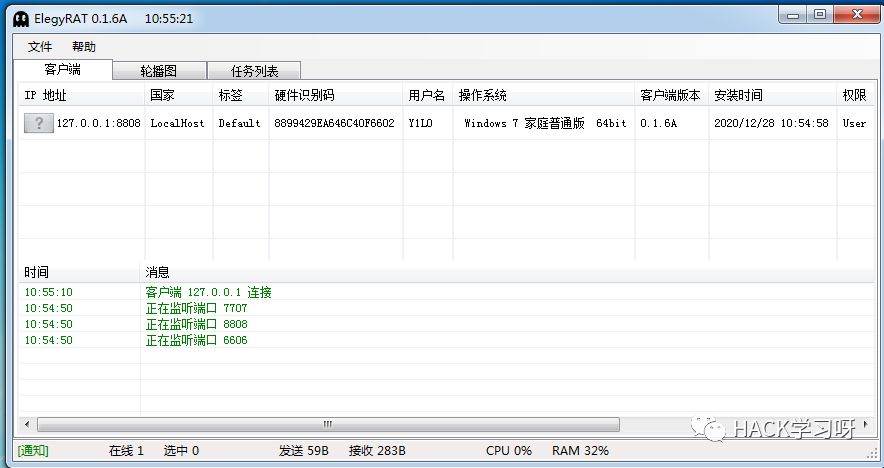 ElegyRAT 0.1.6A 10:55:21
文件 帮助
客户端 轮播图 任务列表
IP 地址 国家 标签 硬件识别码 用户名 操作系统 客户端版本 安装时间 权限
? 127.0.0.1:8808 LocalHost Default 8899429EA646C40F6602 Y1LO Windows 7 家庭普通版 64bit 0.1.6A 2020/12/28 10:54:58 User
时间 消息
10:55:10 客户端 127.0.0.1 连接
10:54:50 正在监听端口 7707
10:54:50 正在监听端口 8808
10:54:50 正在监听端口 6606
HACK学习呀
[通知] 在线 1 选中 0 发送 59B 接收 283B CPU 0% RAM 32%